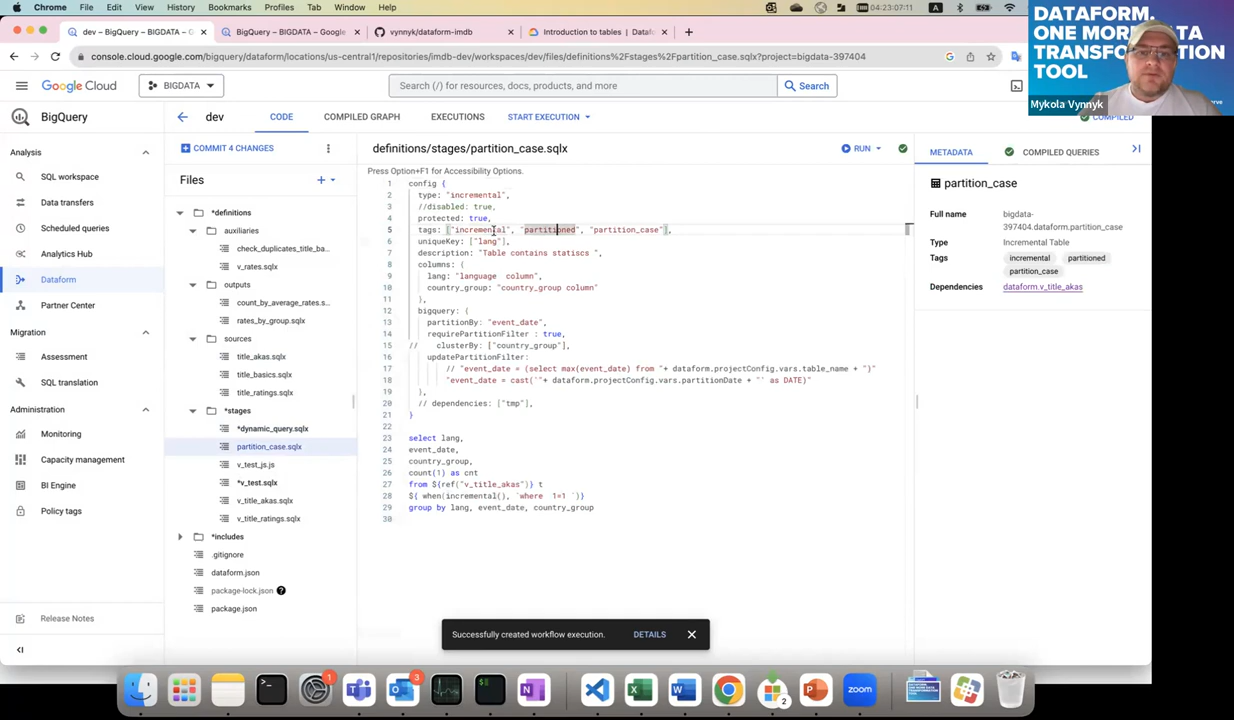 Chrome File Edit View History Bookmarks Profiles Tab Window Help
04:23:07:11
dev – BigQuery – BIGDATA – G
BigQuery – BIGDATA – Google
vynnyk/dataform-imdb
Introduction to tables | Dataf
console.cloud.google.com/bigquery/dataform/locations/us-central1/repositories/imdb-dev/workspaces/dev/files/definitions%2Fstages%2Fpartition_case.sqlx?project=bigdata-397404
DATAFORM.
ONE MORE DATA
TRANSFORMATION
TOOL
Mykola Vynnyk
Google Cloud
BIGDATA
Search (/) for resources, docs, products, and more
Search
BigQuery
dev
CODE
COMPILED GRAPH
EXECUTIONS
START EXECUTION
COMPILED
Analysis
SQL workspace
Data transfers
Scheduled queries
Analytics Hub
Dataform
Partner Center
Migration
Assessment
SQL translation
Administration
Monitoring
Capacity management
BI Engine
Policy tags
Release Notes
COMMIT 4 CHANGES
Files
*definitions
auxiliaries
check_duplicates_title_ba...
v_rates.sqlx
outputs
count_by_average_rates.s...
rates_by_group.sqlx
sources
title_akas.sqlx
title_basics.sqlx
title_ratings.sqlx
*stages
*dynamic_query.sqlx
partition_case.sqlx
v_test_js.js
*v_test.sqlx
v_title_akas.sqlx
v_title_ratings.sqlx
*includes
.gitignore
dataform.json
package-lock.json
package.json
definitions/stages/partition_case.sqlx
RUN
Press Option+F1 for Accessibility Options.
1 config {
2 type: "incremental",
3 //disabled: true,
4 protected: true,
5 tags: ["incremental", "partitioned", "partition_case"],
6 uniqueKey: ["lang"],
7 description: "Table contains statiscs ",
8 columns: {
9 lang: "language column",
10 country_group: "country_group column"
11 },
12 bigquery: {
13 partitionBy: "event_date",
14 requirePartitionFilter : true,
15 // clusterBy: ["country_group"],
16 updatePartitionFilter:
17 // "event_date = (select max(event_date) from "+ dataform.projectConfig.vars.table_name + ")"
18 "event_date = cast('"+ dataform.projectConfig.vars.partitionDate + "' as DATE)"
19 },
20 // dependencies: ["tmp"],
21 }
22
23 select lang,
24 event_date,
25 country_group,
26 count(1) as cnt
27 from ${ref("v_title_akas")} t
28 ${ when(incremental(), `where 1=1 `)}
29 group by lang, event_date, country_group
30
METADATA
COMPILED QUERIES
partition_case
Full name bigdata-
397404.dataform.partition_case
Type Incremental Table
Tags incremental partitioned
partition_case
Dependencies dataform.v_title_akas
Successfully created workflow execution.
DETAILS
1
3
2
zoom